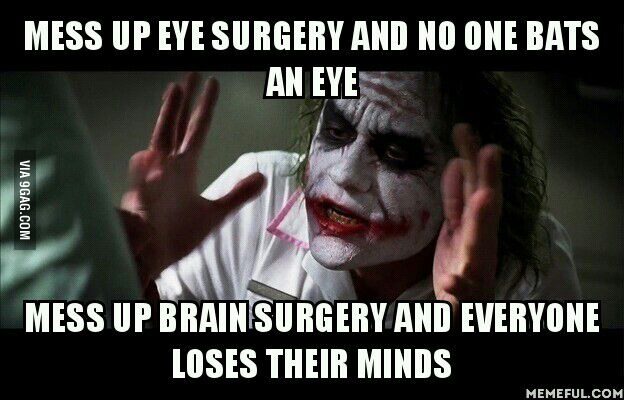 MESS UP EYE SURGERY AND NO ONE BATS
AN EYE
VIA 9GAG.COM
MESS UP BRAIN SURGERY AND EVERYONE
LOSES THEIR MINDS
MEMEFUL.COM